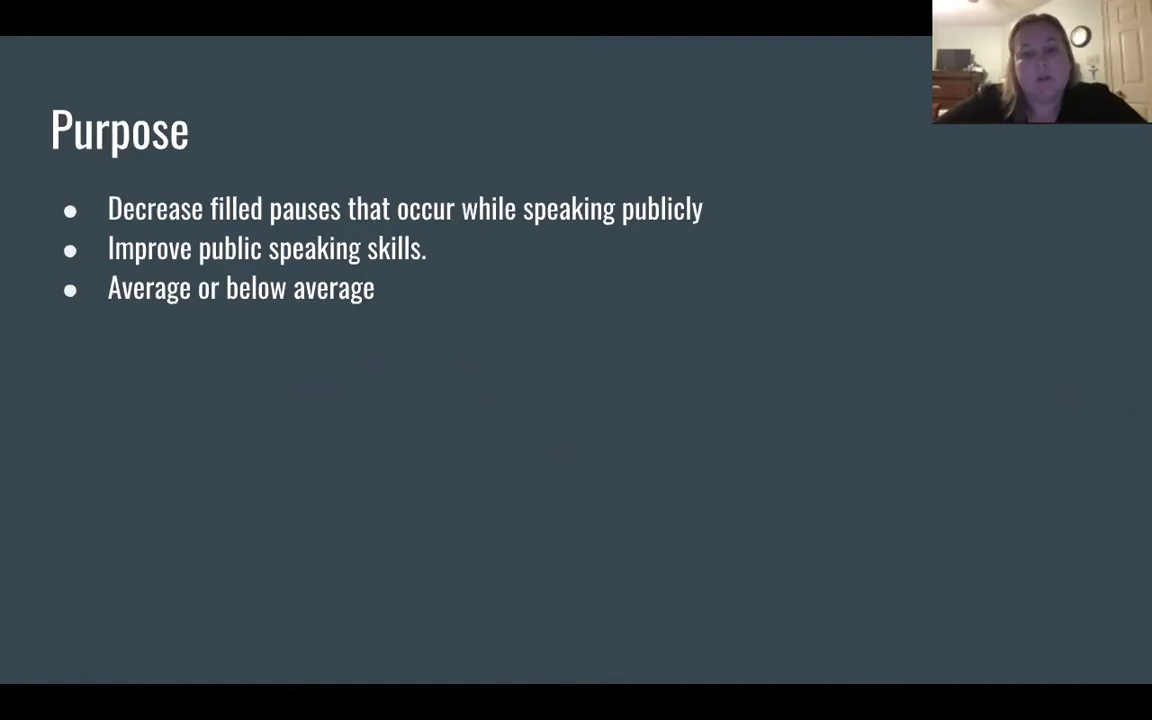 Purpose
● Decrease filled pauses that occur while speaking publicly
● Improve public speaking skills.
● Average or below average